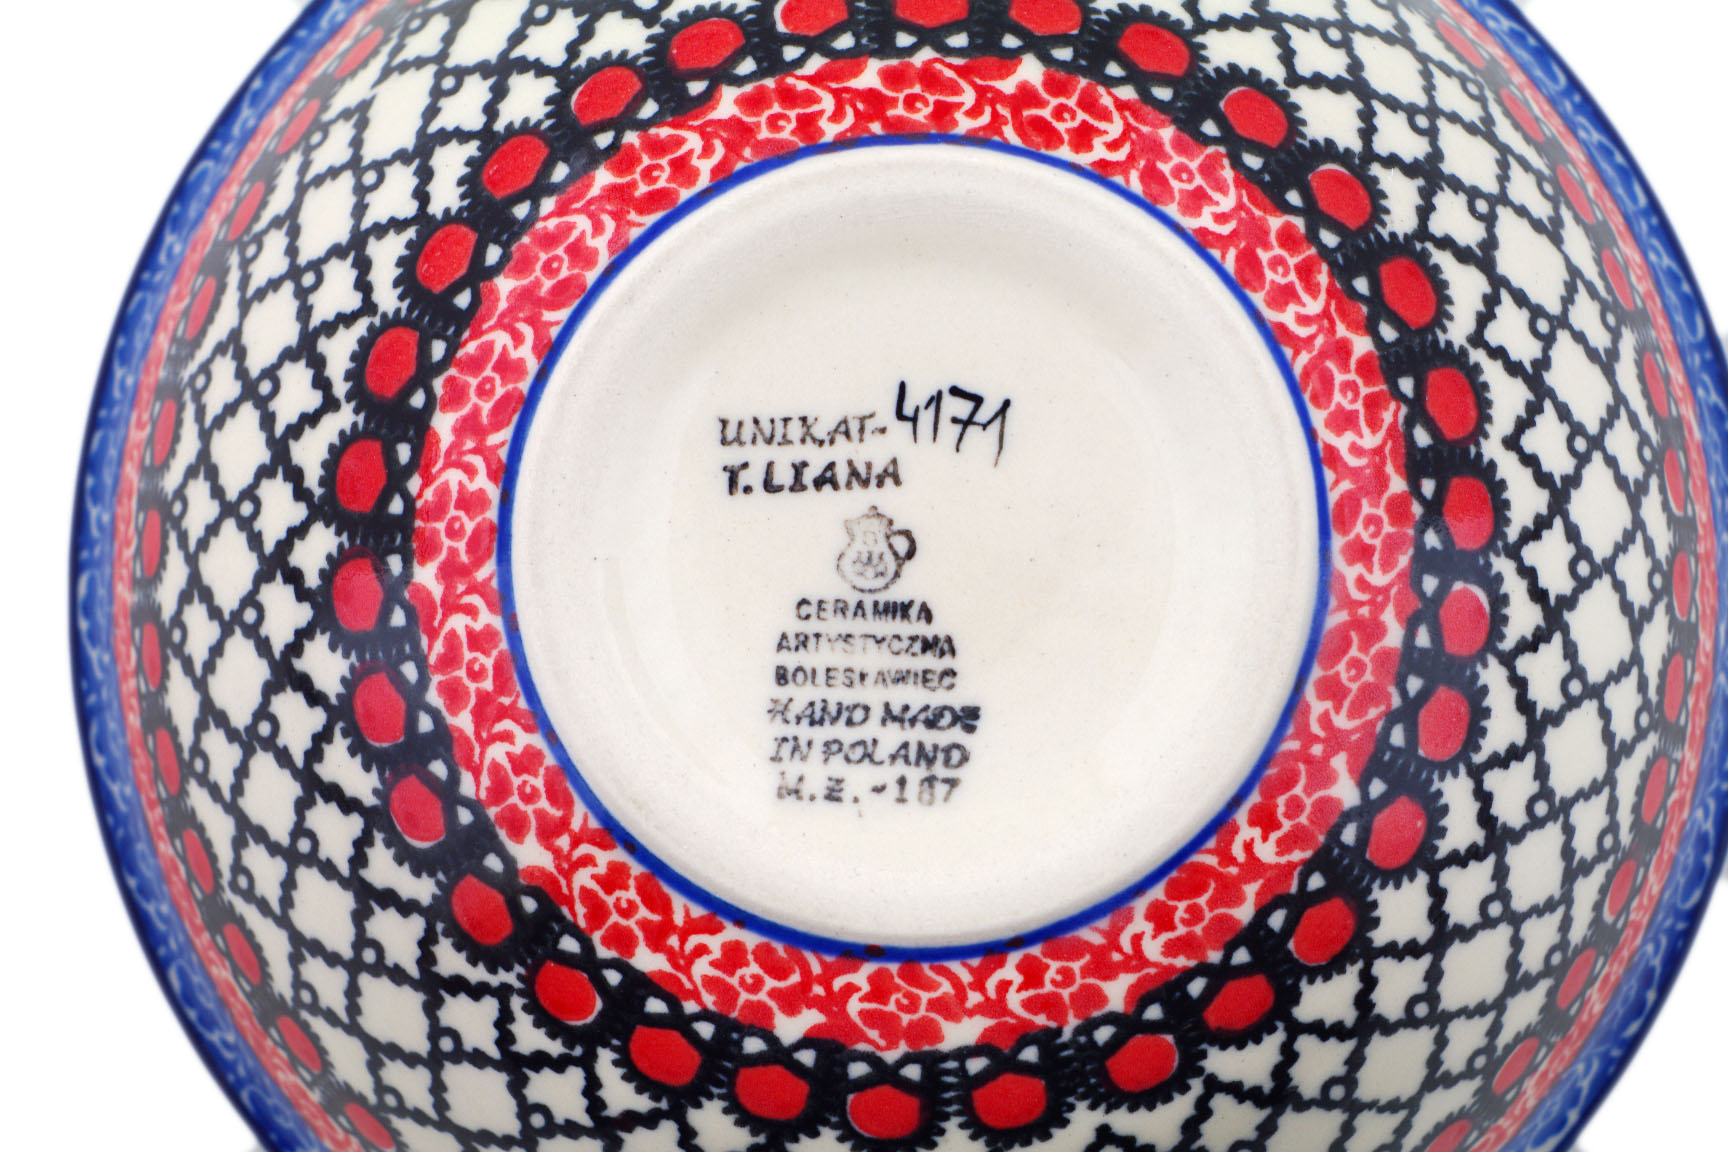 UNIKAT-4171
T. LIANA
CERAMIKA
ARTYSTYCZNA
BOLESŁAWIEC
HAND MADE
IN POLAND
M.Z.-187